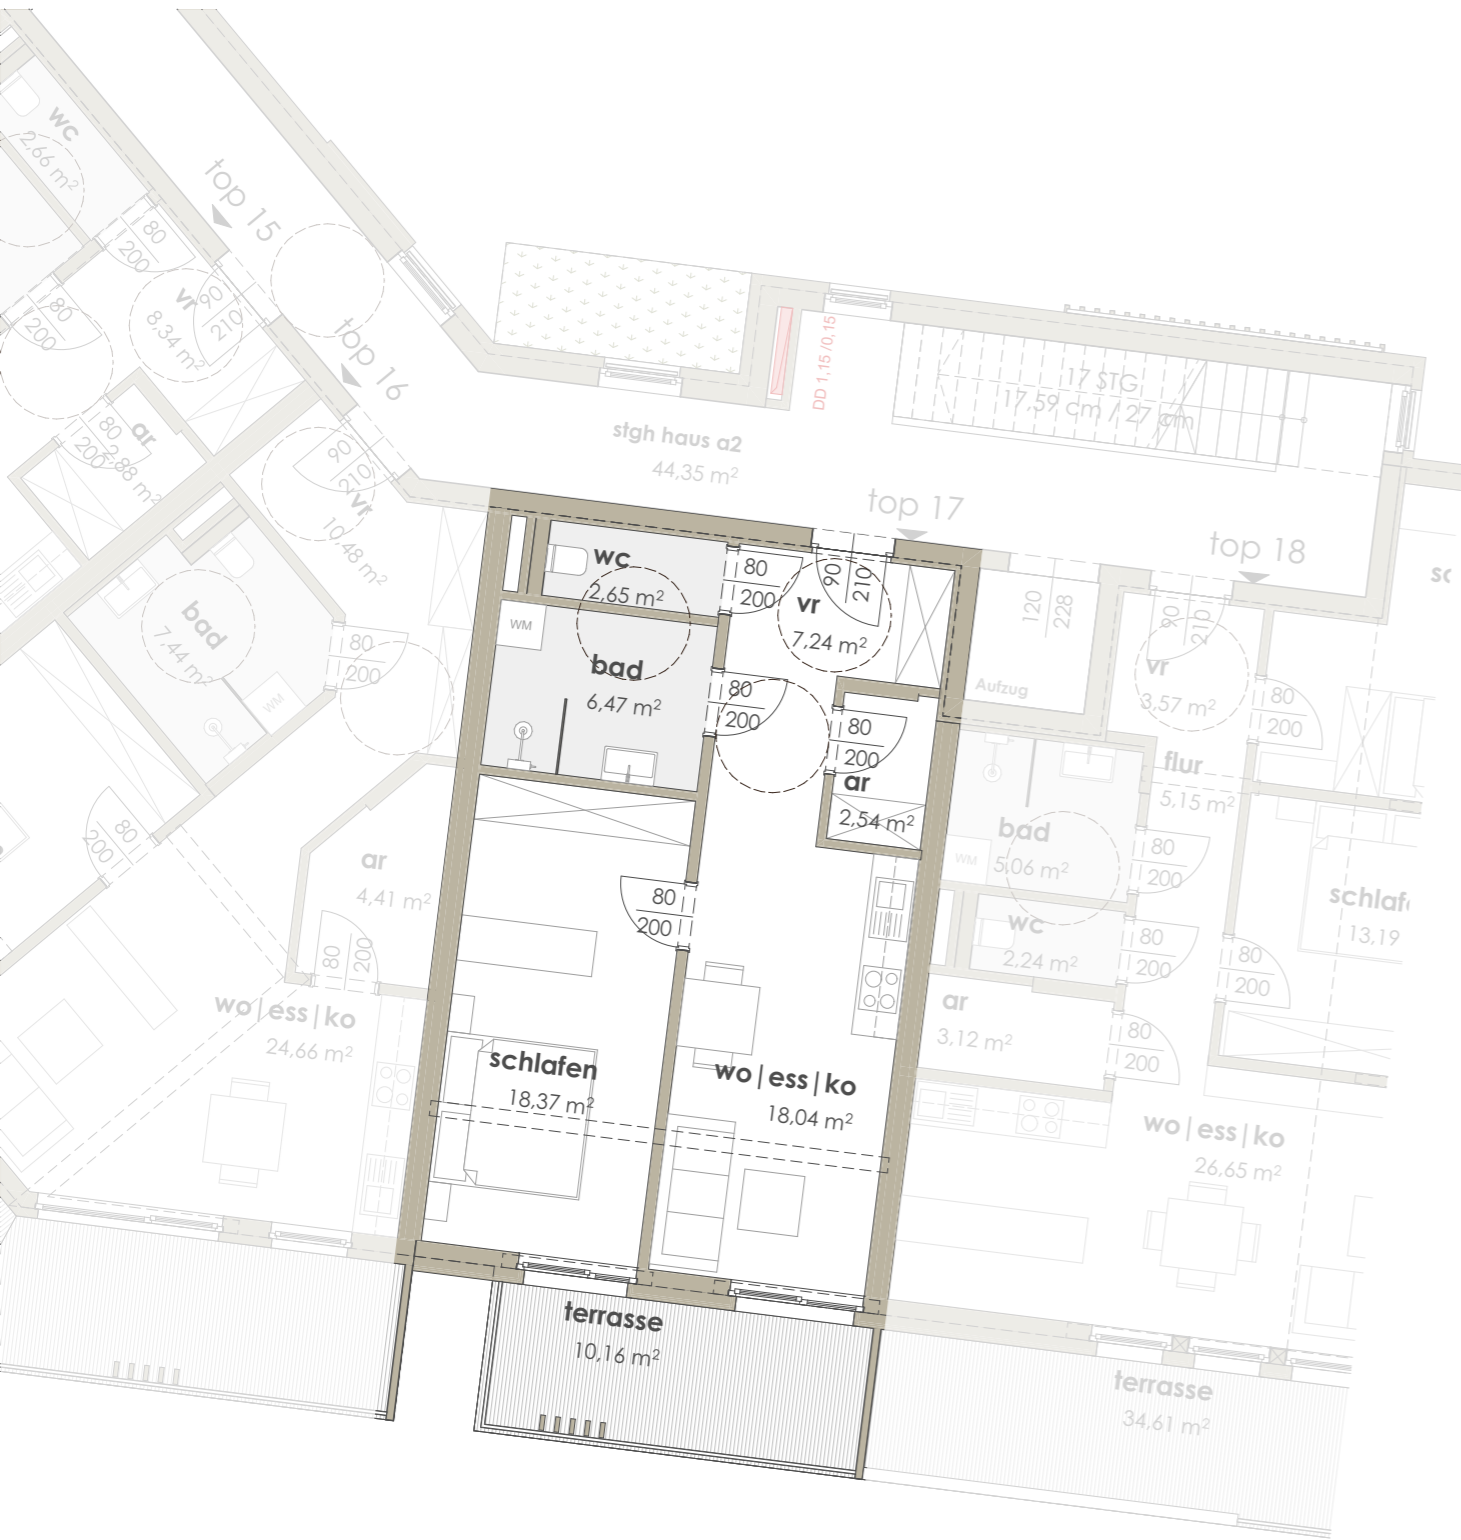 wc
2,66 m²
top 15
80
200
vr
8,34 m²
90
210
80
200
top 16
80
200
ar
2,88 m²
90
210
vr
10,48 m²
bad
7,44 m²
WM
80
200
80
200
ar
4,41 m²
80
200
wo|ess|ko
24,66 m²
stgh haus a2
44,35 m²
DD 1,15 /0,15
17 STG
17,59 cm / 27 cm
top 17
top 18
wc
2,65 m²
80
200
90
210
vr
7,24 m²
WM
bad
6,47 m²
80
200
80
200
ar
2,54 m²
80
200
schlafen
18,37 m²
wo|ess|ko
18,04 m²
terrasse
10,16 m²
120
228
Aufzug
90
210
vr
3,57 m²
80
200
flur
5,15 m²
bad
5,06 m²
WM
80
200
wc
2,24 m²
80
200
80
200
ar
3,12 m²
80
200
schlaf
13,19
wo|ess|ko
26,65 m²
terrasse
34,61 m²